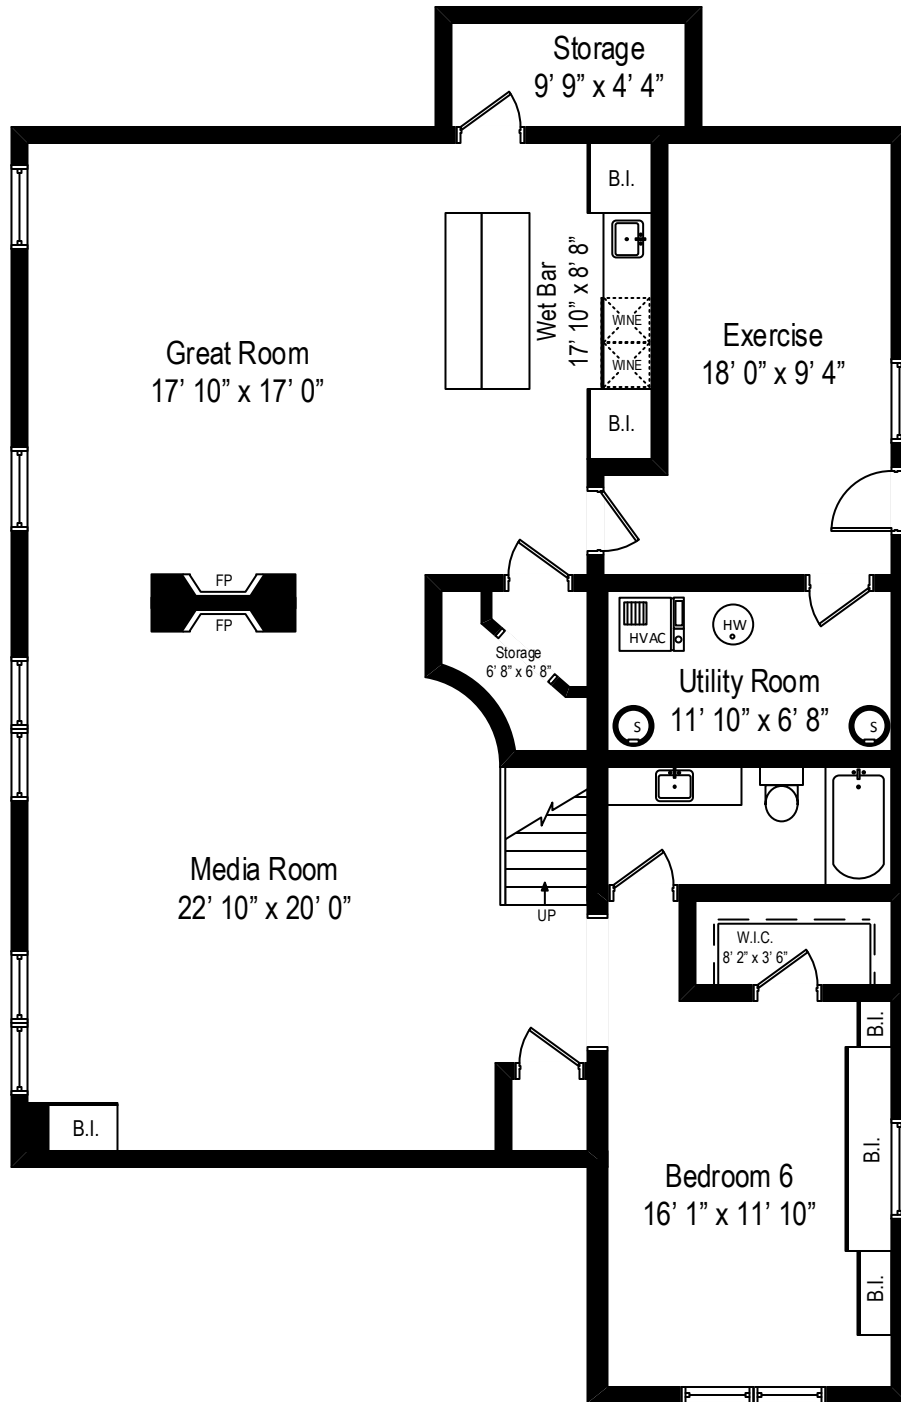 Storage
9’ 9” x 4’ 4”
B.I.
Wet Bar
17’ 10” x 8’ 8”
WINE
WINE
B.I.
Great Room
17’ 10” x 17’ 0”
Exercise
18’ 0” x 9’ 4”
FP
FP
Storage
6’ 8” x 6’ 8”
HVAC
HW
Utility Room
11’ 10” x 6’ 8”
S
S
Media Room
22’ 10” x 20’ 0”
UP
W.I.C.
8’ 2” x 3’ 6”
B.I.
B.I.
B.I.
Bedroom 6
16’ 1” x 11’ 10”
B.I.